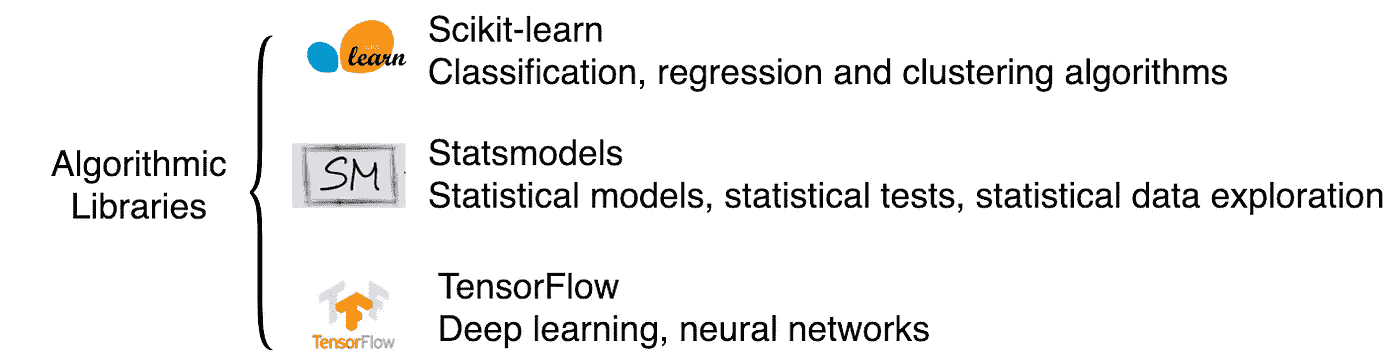 Algorithmic
Libraries
learn
Scikit-learn
Classification, regression and clustering algorithms
SM
Statsmodels
Statistical models, statistical tests, statistical data exploration
TensorFlow
TensorFlow
Deep learning, neural networks